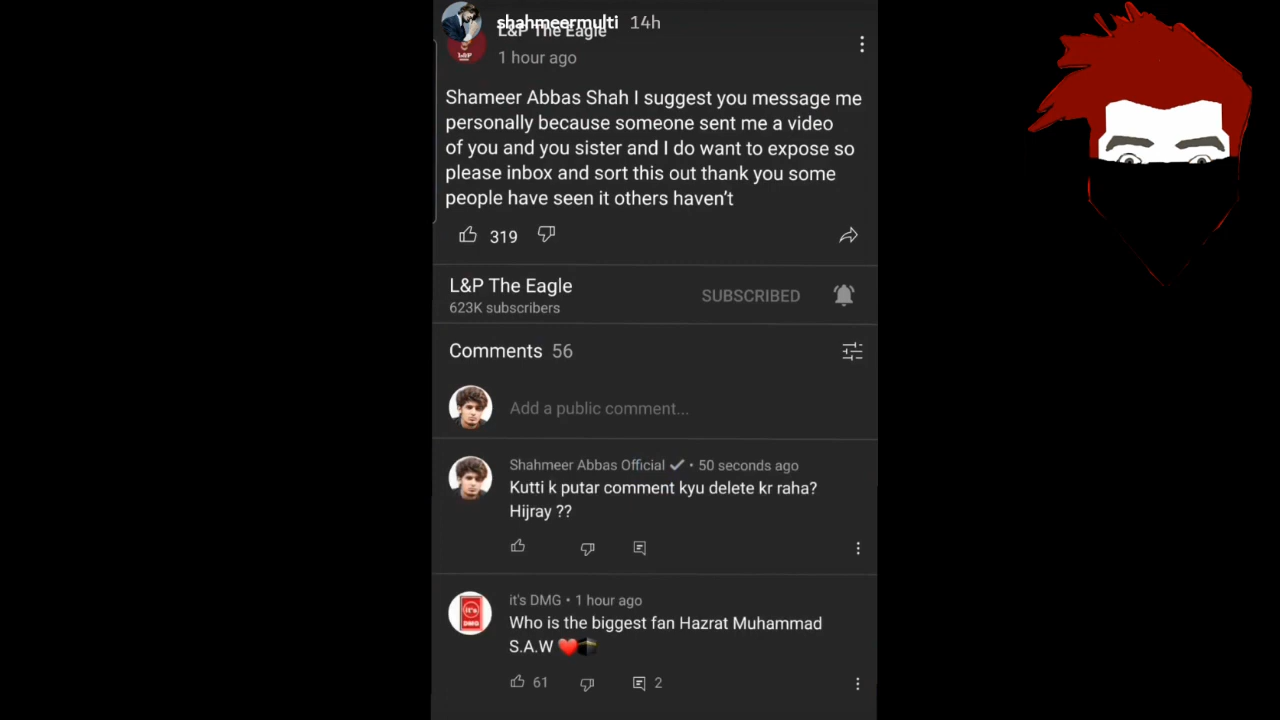 shahmeermulti 14h
L&P The Eagle
1 hour ago
Shameer Abbas Shah I suggest you message me
personally because someone sent me a video
of you and you sister and I do want to expose so
please inbox and sort this out thank you some
people have seen it others haven't
319
L&P The Eagle
623K subscribers
SUBSCRIBED
Comments 56
Add a public comment...
Shahmeer Abbas Official • 50 seconds ago
Kutti k putar comment kyu delete kr raha?
Hijray ??
it's DMG • 1 hour ago
Who is the biggest fan Hazrat Muhammad
S.A.W ❤️🕋
61 2
L&P
it's
DMG